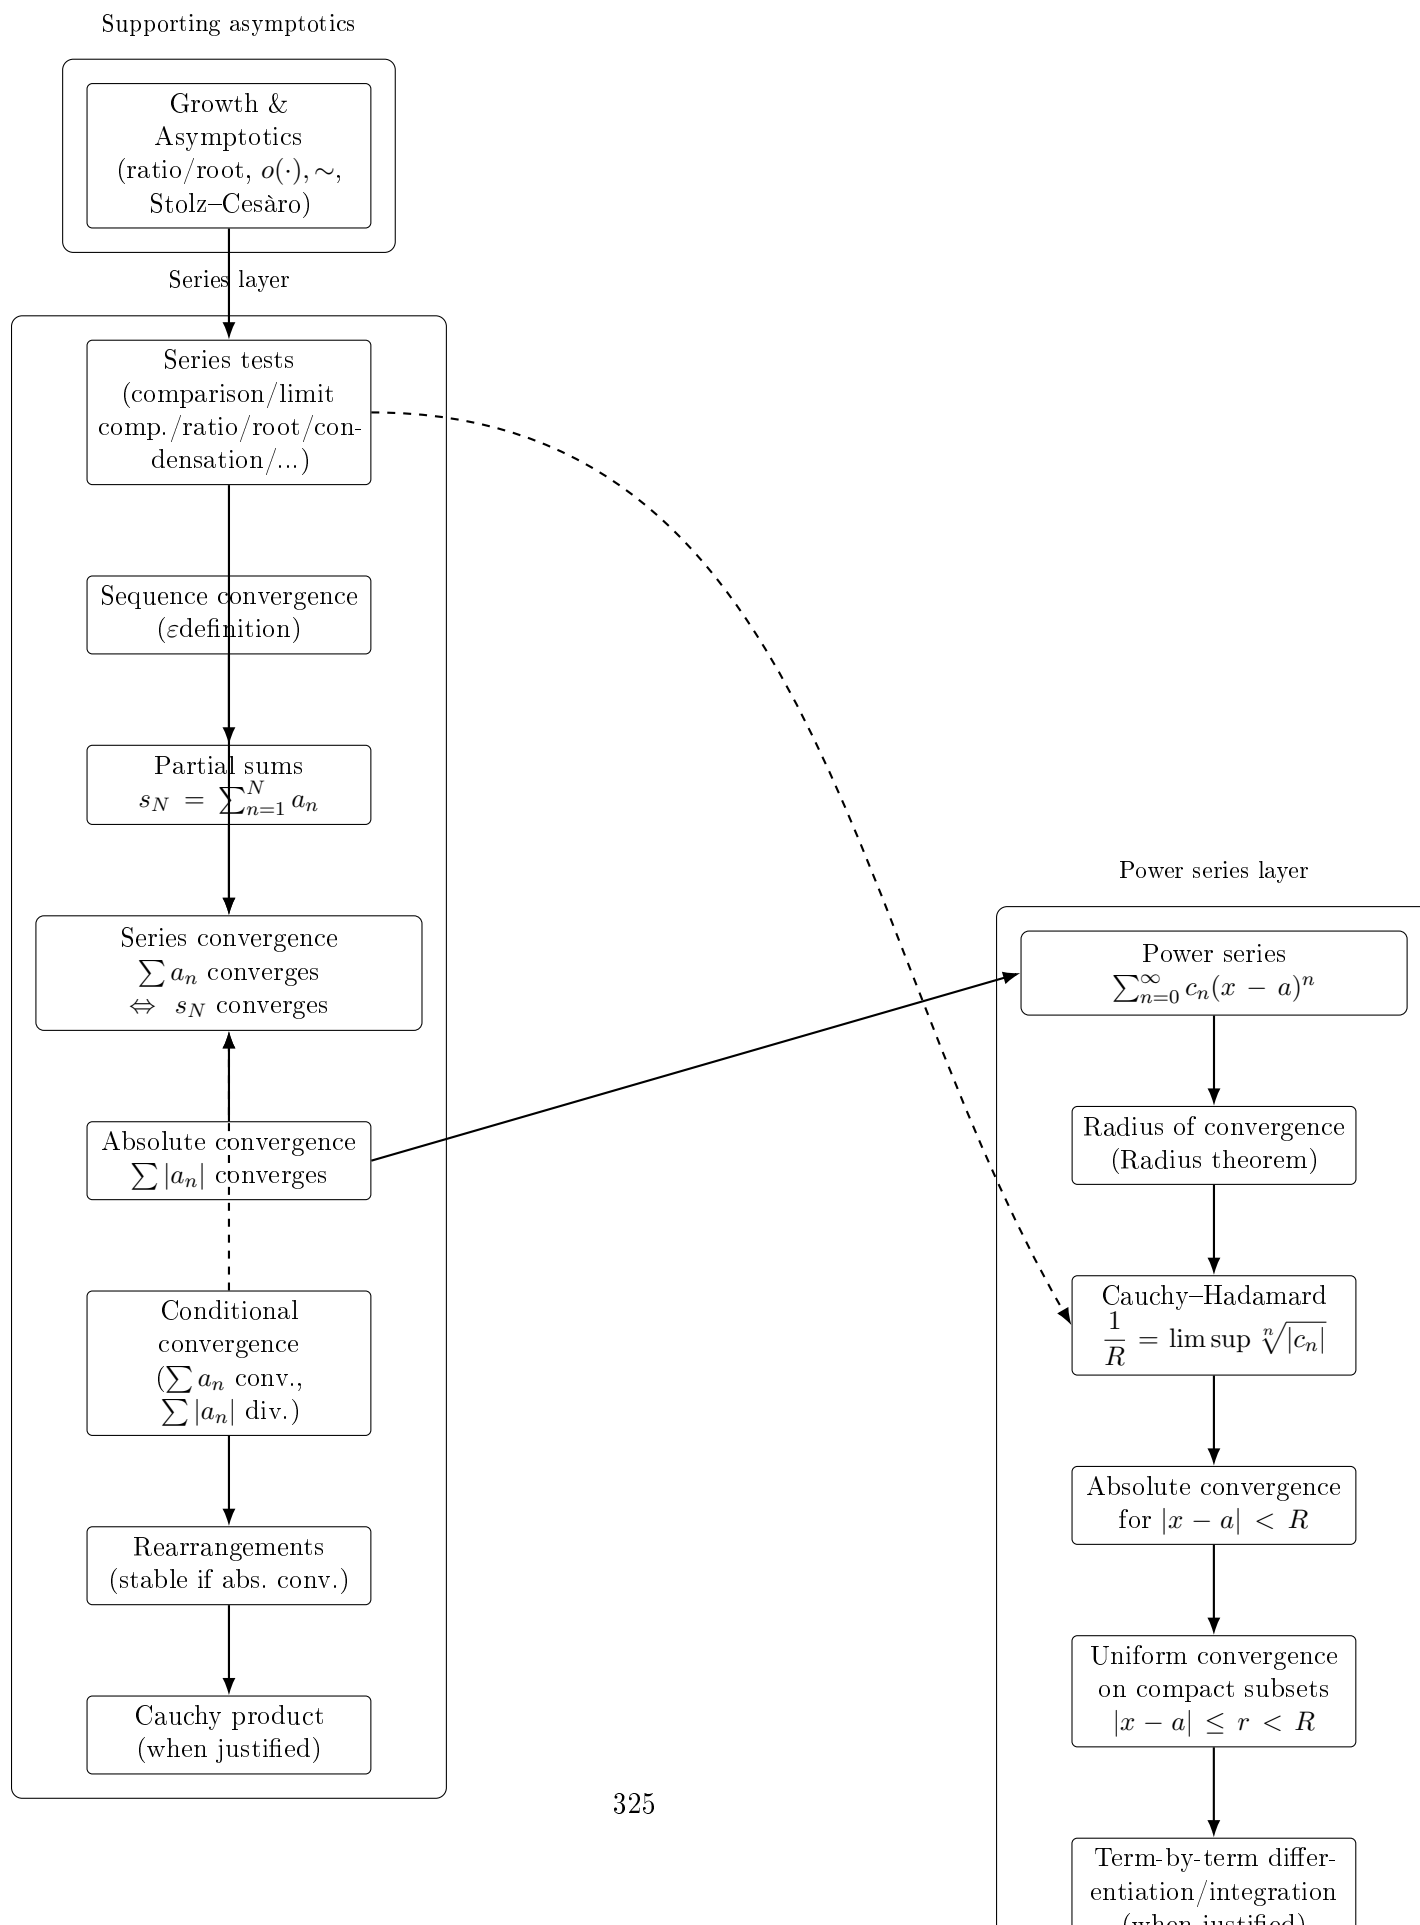 Supporting asymptotics
Growth &
Asymptotics
(ratio/root, o(·), ∼,
Stolz–Cesàro)
Series layer
Series tests
(comparison/limit
comp./ratio/root/con-
densation/...)
Sequence convergence
(εdefinition)
Partial sums
s_N = ∑_{n=1}^{N} a_n
Series convergence
∑ a_n converges
⇔ s_N converges
Absolute convergence
∑ |a_n| converges
Conditional
convergence
(∑ a_n conv.,
∑ |a_n| div.)
Rearrangements
(stable if abs. conv.)
Cauchy product
(when justified)
Power series layer
Power series
∑_{n=0}^{∞} c_n(x − a)^n
Radius of convergence
(Radius theorem)
Cauchy–Hadamard
1/R = lim sup ⁿ√|c_n|
Absolute convergence
for |x − a| < R
Uniform convergence
on compact subsets
|x − a| ≤ r < R
Term-by-term differ-
entiation/integration
(when justified)
325